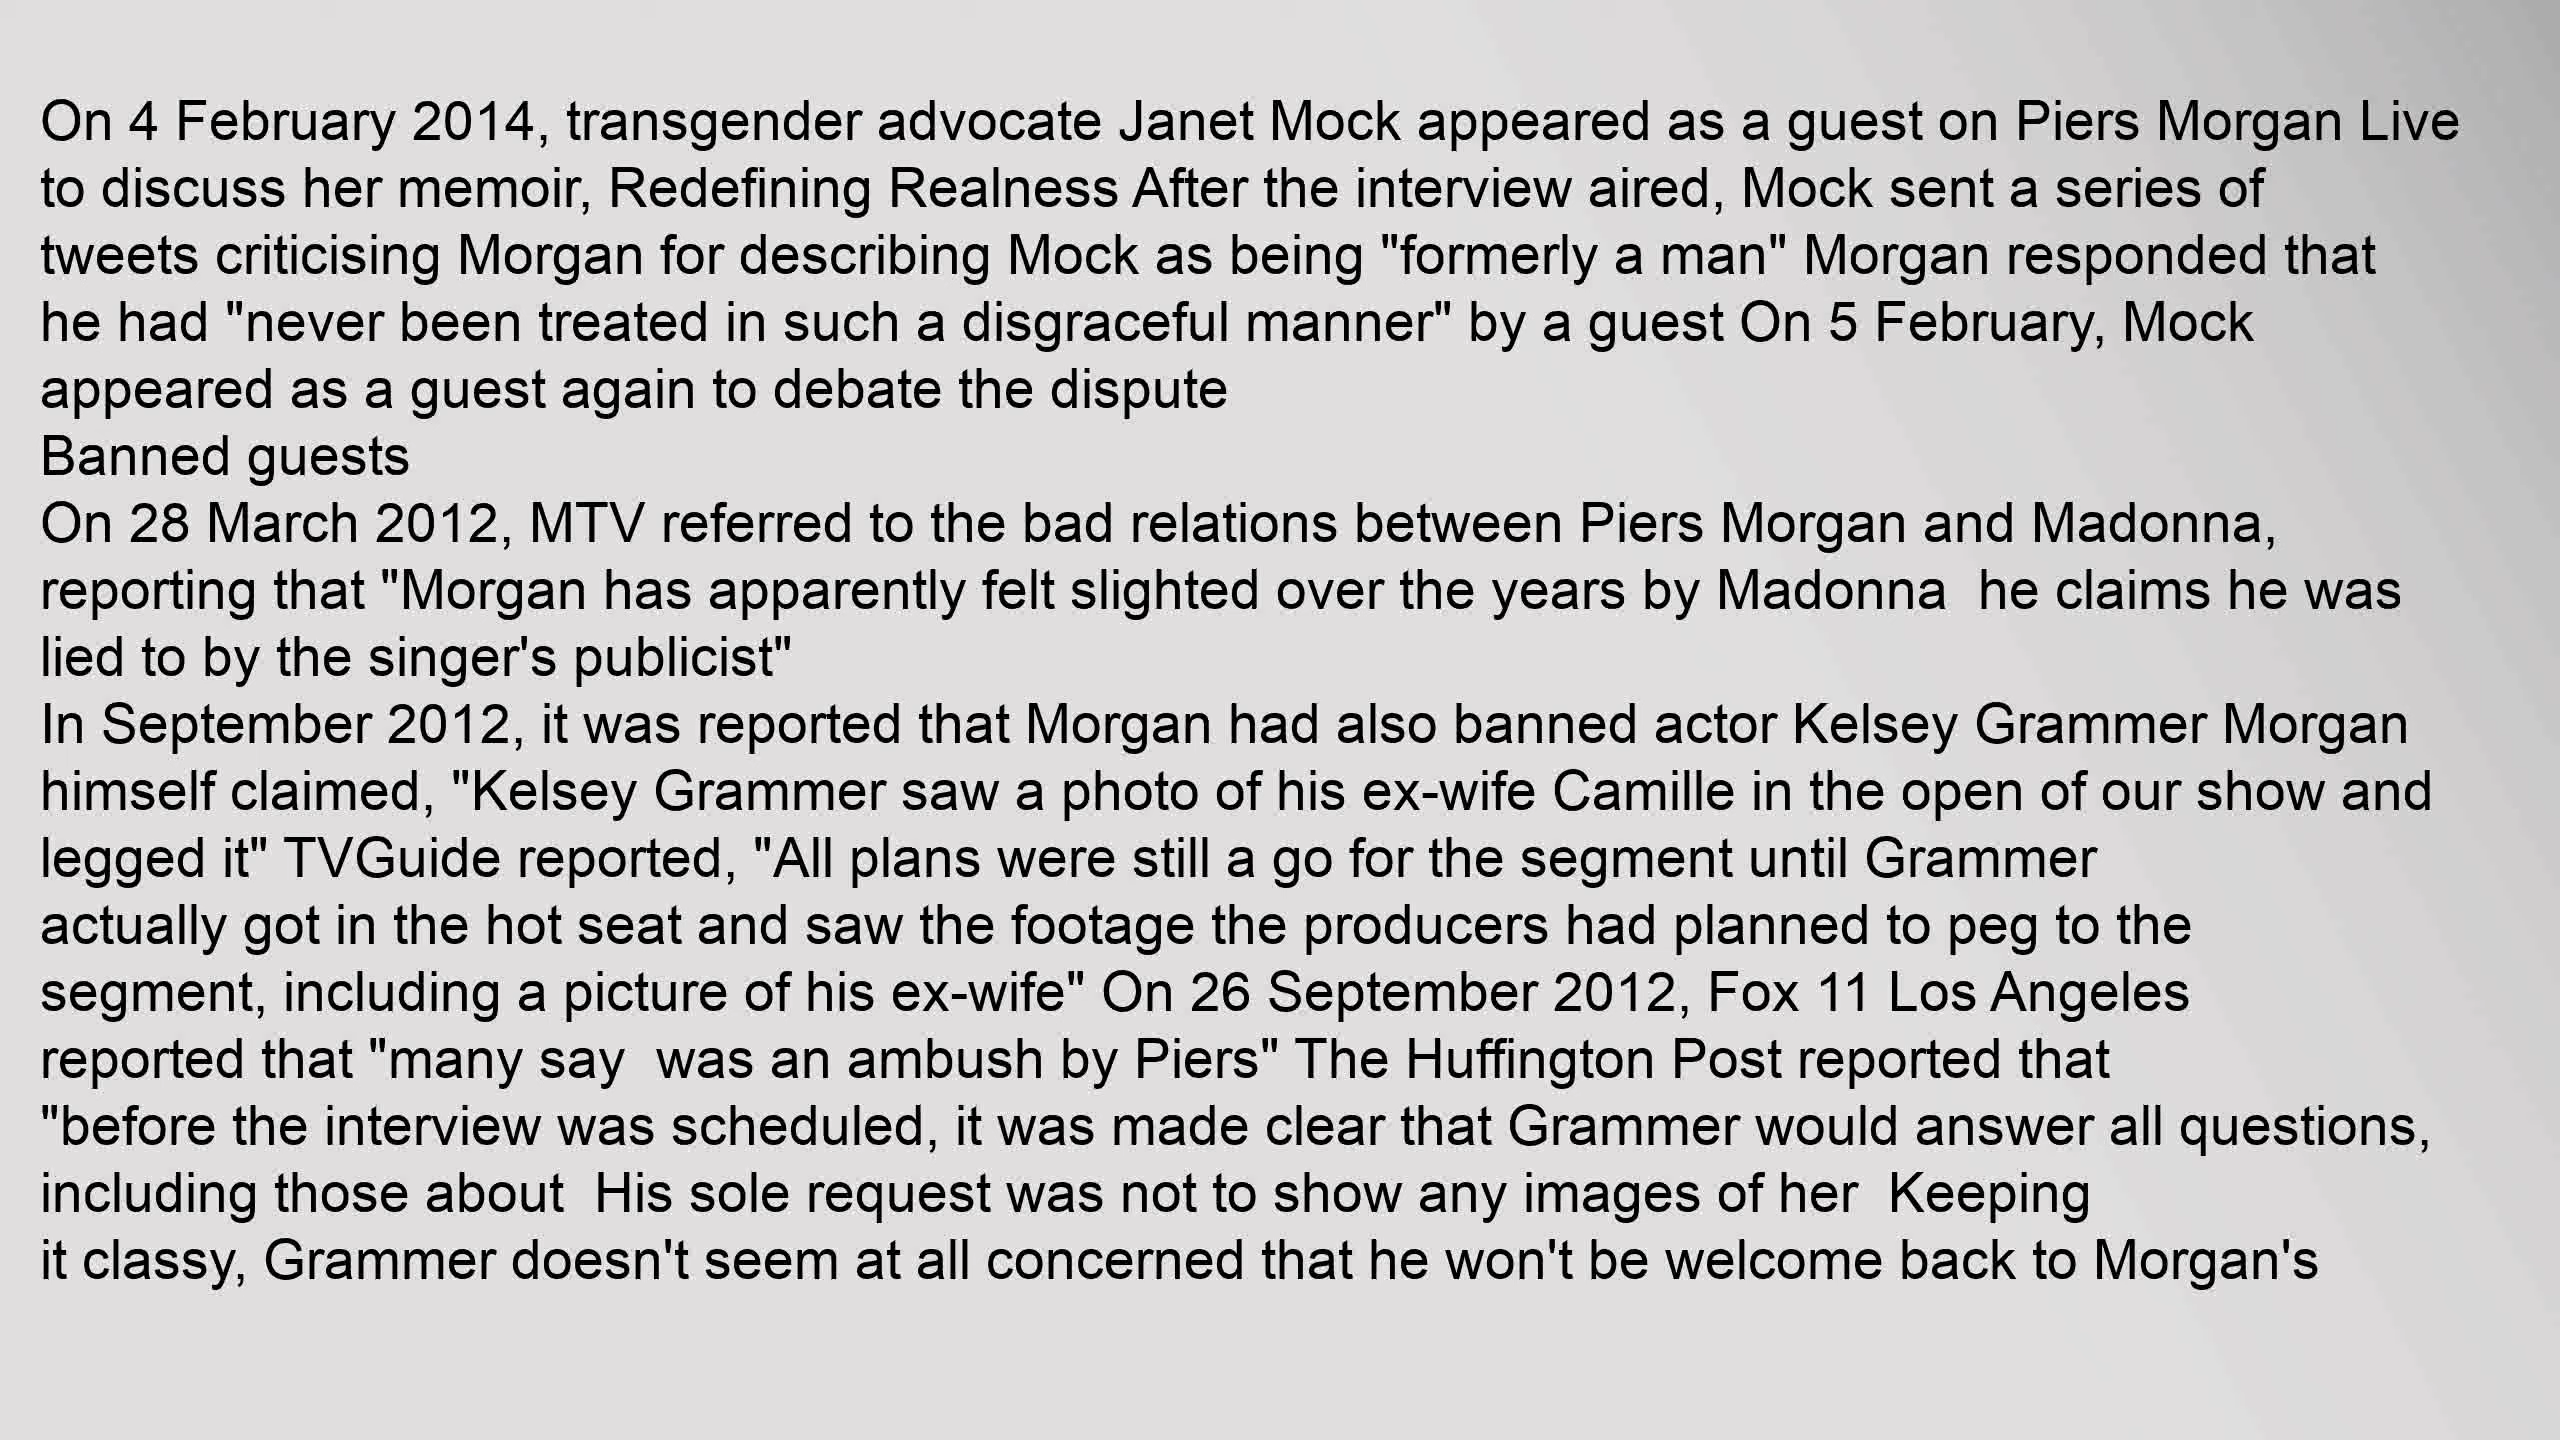 On 4 February 2014, transgender advocate Janet Mock appeared as a guest on Piers Morgan Live
to discuss her memoir, Redefining Realness After the interview aired, Mock sent a series of
tweets criticising Morgan for describing Mock as being "formerly a man" Morgan responded that
he had "never been treated in such a disgraceful manner" by a guest On 5 February, Mock
appeared as a guest again to debate the dispute
Banned guests
On 28 March 2012, MTV referred to the bad relations between Piers Morgan and Madonna,
reporting that "Morgan has apparently felt slighted over the years by Madonna  he claims he was
lied to by the singer's publicist"
In September 2012, it was reported that Morgan had also banned actor Kelsey Grammer Morgan
himself claimed, "Kelsey Grammer saw a photo of his ex-wife Camille in the open of our show and
legged it" TVGuide reported, "All plans were still a go for the segment until Grammer
actually got in the hot seat and saw the footage the producers had planned to peg to the
segment, including a picture of his ex-wife" On 26 September 2012, Fox 11 Los Angeles
reported that "many say  was an ambush by Piers" The Huffington Post reported that
"before the interview was scheduled, it was made clear that Grammer would answer all questions,
including those about  His sole request was not to show any images of her  Keeping
it classy, Grammer doesn't seem at all concerned that he won't be welcome back to Morgan's